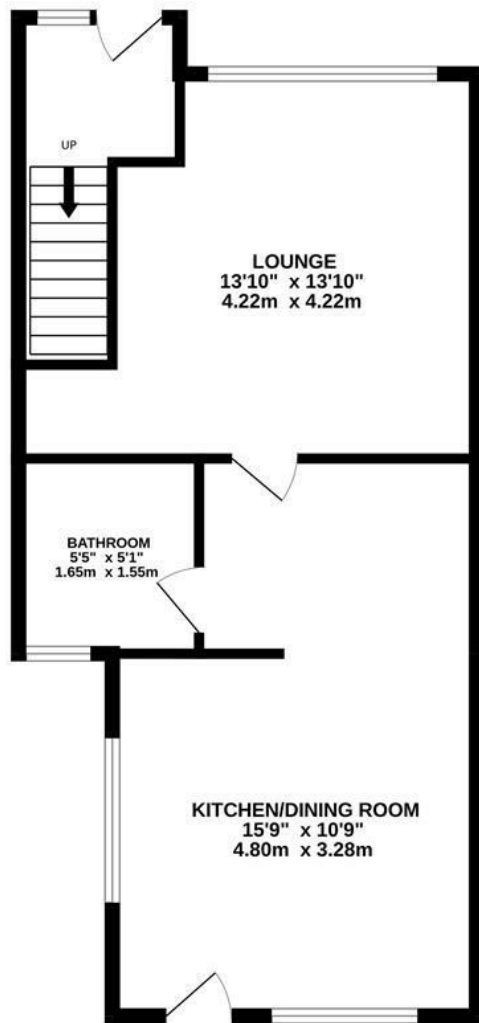 UP
LOUNGE
13'10" x 13'10"
4.22m x 4.22m
BATHROOM
5'5" x 5'1"
1.65m x 1.55m
KITCHEN/DINING ROOM
15'9" x 10'9"
4.80m x 3.28m